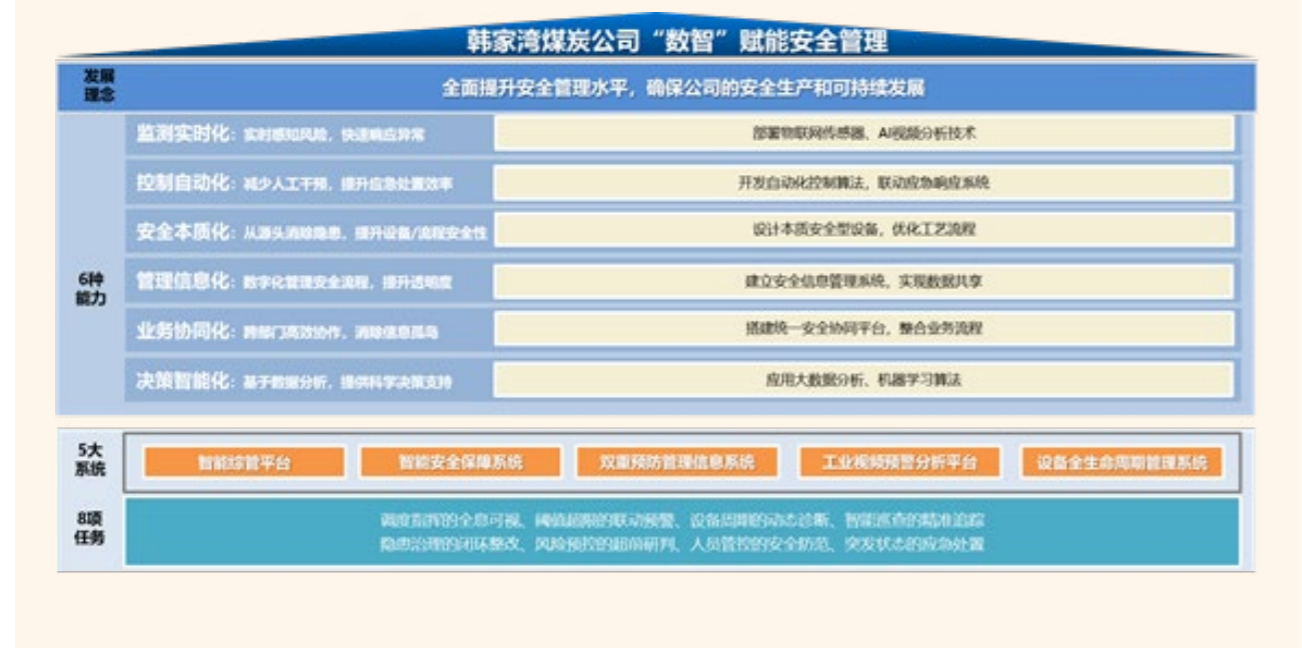 韩家湾煤炭公司“数智”赋能安全管理
发展
理念
全面提升安全管理水平，确保公司的安全生产和可持续发展
6种
能力
监测实时化：实时感知风险，快速响应异常
部署物联网传感器、AI视频分析技术
控制自动化：减少人工干预，提升应急处置效率
开发自动化控制算法，联动应急响应系统
安全本质化：从源头消除隐患，提升设备/流程安全性
设计本质安全型设备，优化工艺流程
管理信息化：数字化管理安全流程，提升透明度
建立安全信息管理系统，实现数据共享
业务协同化：跨部门高效协作，消除信息孤岛
搭建统一安全协同平台，整合业务流程
决策智能化：基于数据分析，提供科学决策支持
应用大数据分析、机器学习算法
5大
系统
智能综管平台
智能安全保障系统
双重预防管理信息系统
工业视频预警分析平台
设备全生命周期管理系统
8项
任务
调度指挥的全息可视、阈值超限的联动预警、设备周期的动态诊断、智能巡查的精准追踪
隐患治理的闭环整改、风险预控的超前研判、人员管控的安全防范、突发状态的应急处置